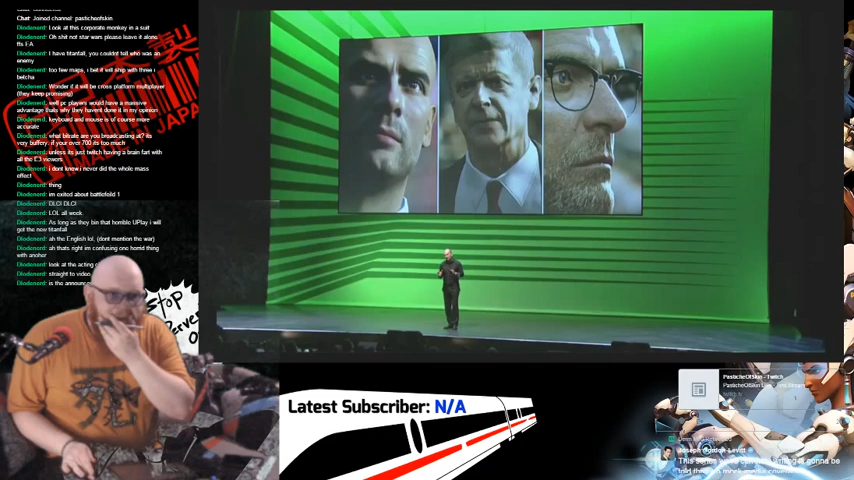 Chat: Joined channel: pasticheofskin
Diodenerd: Look at this corporate monkey in a suit
Diodenerd: Oh shit not star wars please leave it alone
ffs EA
Diodenerd: I have titanfall, you couldnt tell who was an
enemy
Diodenerd: too few maps, i bet it will ship with three i
betcha
Diodenerd: Wonder if it will be cross platform multiplayer
(they keep promising)
Diodenerd: well pc players would have a massive
advantage thats why they havent done it in my opinion
Diodenerd: keyboard and mouse is of course more
accurate
Diodenerd: what bitrate are you broadcasting at? its
very buffery. if your over 700 its too much
Diodenerd: unless its just twitch having a brain fart with
all the E3 viewers
Diodenerd: i dont know i never did the whole mass
effect
Diodenerd: thing
Diodenerd: im exited about battlefeild 1
Diodenerd: DLC! DLC!
Diodenerd: LOL all week.
Diodenerd: As long as they bin that horrible UPlay i will
get the new titanfall
Diodenerd: ah the English lol, (dont mention the war)
Diodenerd: ah thats right im confusing one horrid thing
with another
Diodenerd: look at the acting
Diodenerd: straight to video
Diodenerd: is the announc
JAPA
Stop
Latest Subscriber: N/A
PasticheOfSkin - Twitch
twitch.tv
Joseph Gordon-Levitt